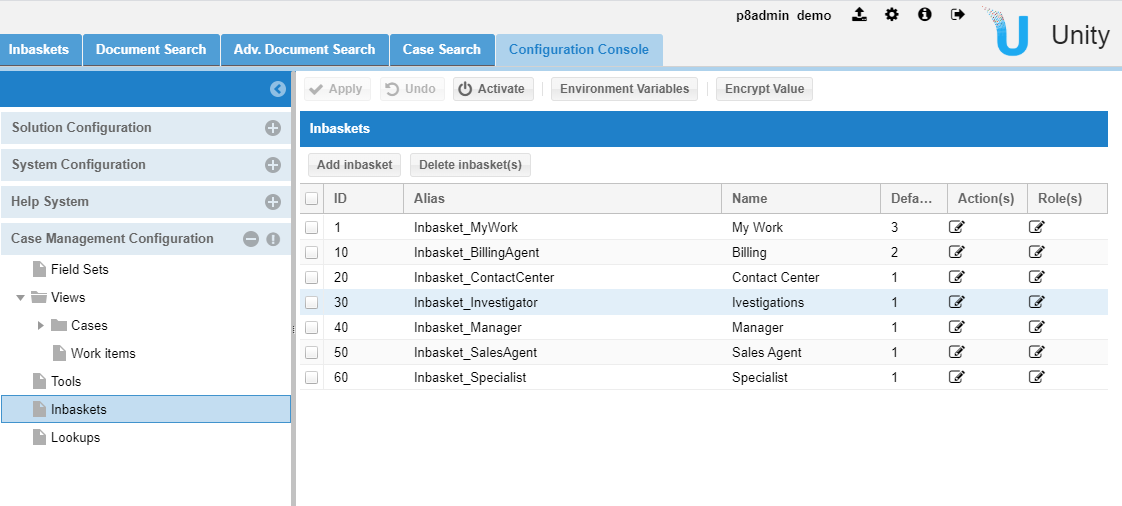 p8admin demo
Unity
Inbaskets Document Search Adv. Document Search Case Search Configuration Console
Apply Undo Activate Environment Variables Encrypt Value
Solution Configuration
System Configuration
Help System
Case Management Configuration
Field Sets
Views
Cases
Work items
Tools
Inbaskets
Lookups
Inbaskets
Add inbasket Delete inbasket(s)
ID Alias Name Defa... Action(s) Role(s)
1 Inbasket_MyWork My Work 3
10 Inbasket_BillingAgent Billing 2
20 Inbasket_ContactCenter Contact Center 1
30 Inbasket_Investigator Ivestigations 1
40 Inbasket_Manager Manager 1
50 Inbasket_SalesAgent Sales Agent 1
60 Inbasket_Specialist Specialist 1